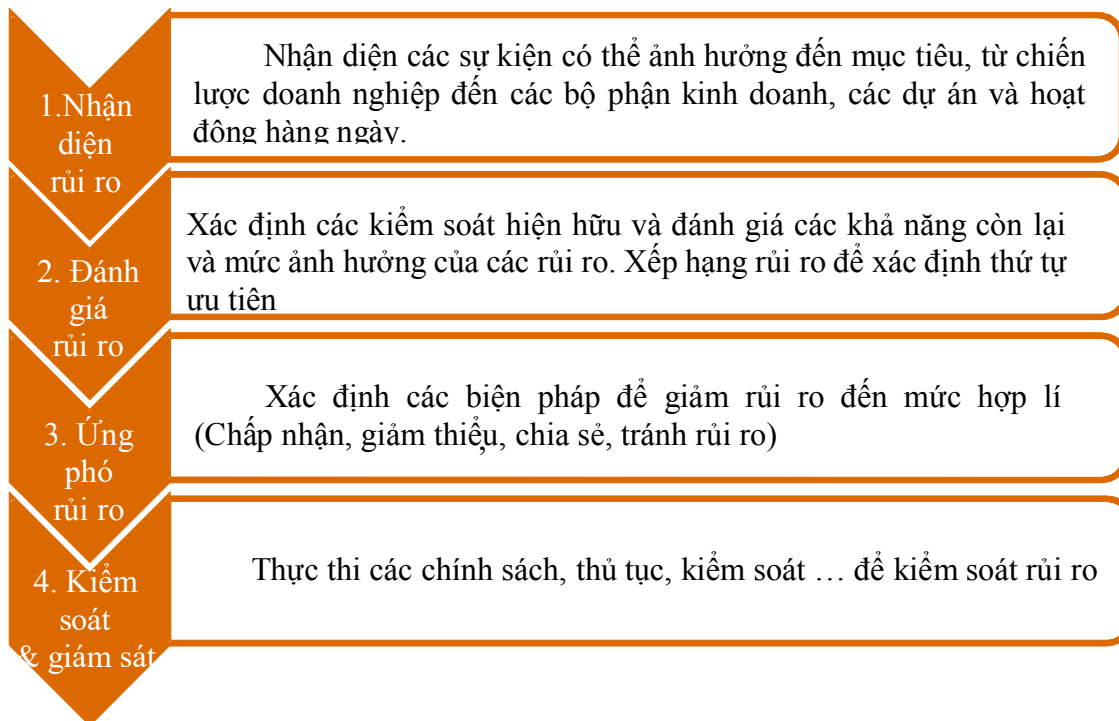 1.Nhận
diện
rủi ro
Nhận diện các sự kiện có thể ảnh hưởng đến mục tiêu, từ chiến
lược doanh nghiệp đến các bộ phận kinh doanh, các dự án và hoạt
đông hàng ngày.
2. Đánh
giá
rủi ro
Xác định các kiểm soát hiện hữu và đánh giá các khả năng còn lại
và mức ảnh hưởng của các rủi ro. Xếp hạng rủi ro để xác định thứ tự
ưu tiên
3. Ứng
phó
rủi ro
Xác định các biện pháp để giảm rủi ro đến mức hợp lí
(Chấp nhận, giảm thiểu, chia sẻ, tránh rủi ro)
4. Kiểm
soát
& giám sát
Thực thi các chính sách, thủ tục, kiểm soát … để kiểm soát rủi ro